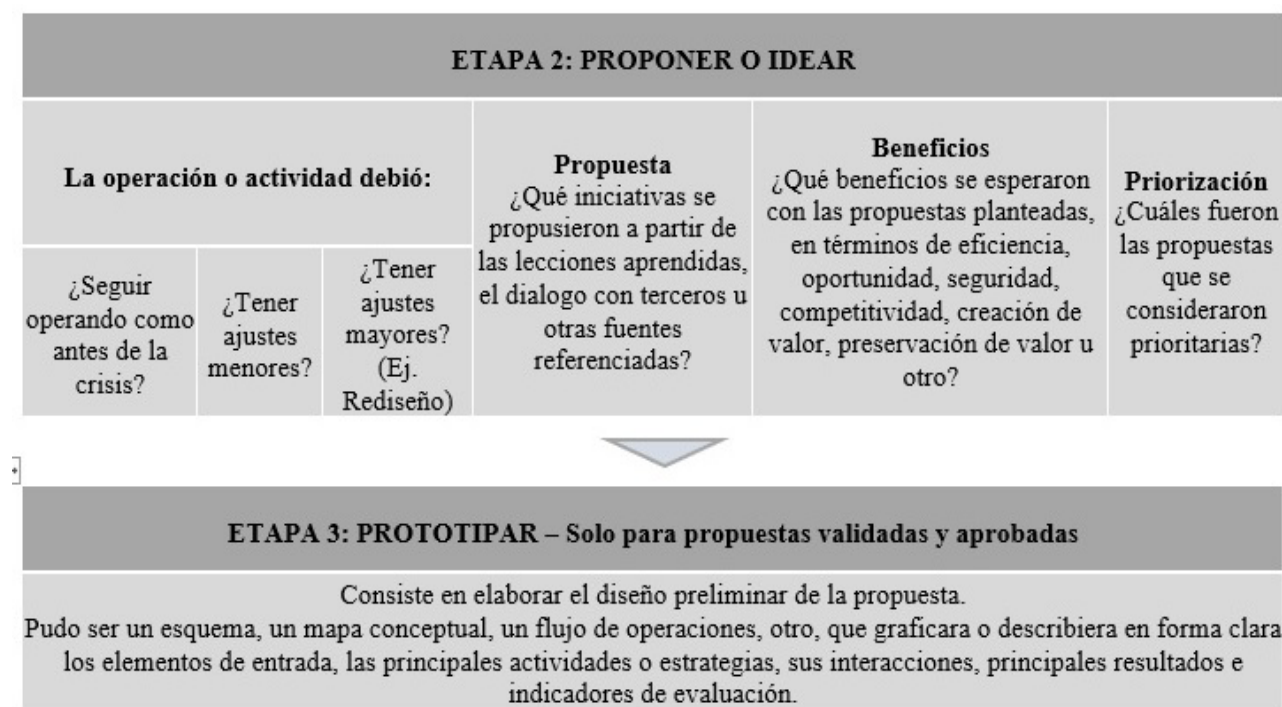 ETAPA 2: PROPONER O IDEAR
La operación o actividad debió:
¿Seguir
operando como
antes de la
crisis?
¿Tener
ajustes
menores?
¿Tener
ajustes
mayores?
(Ej.
Rediseño)
Propuesta
¿Qué iniciativas se
propusieron a partir de
las lecciones aprendidas,
el dialogo con terceros u
otras fuentes
referenciadas?
Beneficios
¿Qué beneficios se esperaron
con las propuestas planteadas,
en términos de eficiencia,
oportunidad, seguridad,
competitividad, creación de
valor, preservación de valor u
otro?
Priorización
¿Cuáles fueron
las propuestas
que se
consideraron
prioritarias?
ETAPA 3: PROTOTIPAR – Solo para propuestas validadas y aprobadas
Consiste en elaborar el diseño preliminar de la propuesta.
Pudo ser un esquema, un mapa conceptual, un flujo de operaciones, otro, que graficara o describiera en forma clara
los elementos de entrada, las principales actividades o estrategias, sus interacciones, principales resultados e
indicadores de evaluación.